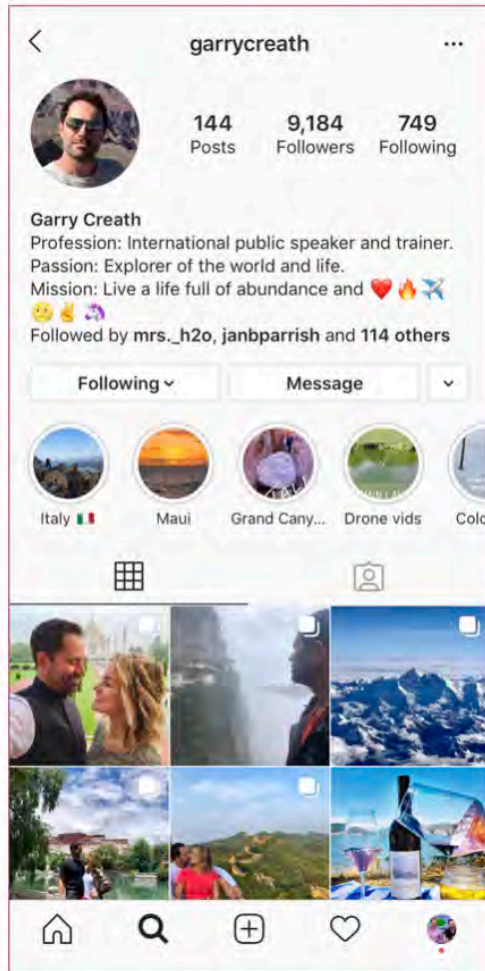 garrycreath
144 9,184 749
Posts Followers Following
Garry Creath
Profession: International public speaker and trainer.
Passion: Explorer of the world and life.
Mission: Live a life full of abundance and ❤️🔥✈️
🌝✌️🦄
Followed by mrs._h2o, janbparrish and 114 others
Following Message
Italy 🇮🇹 Maui Grand Cany... Drone vids Colo